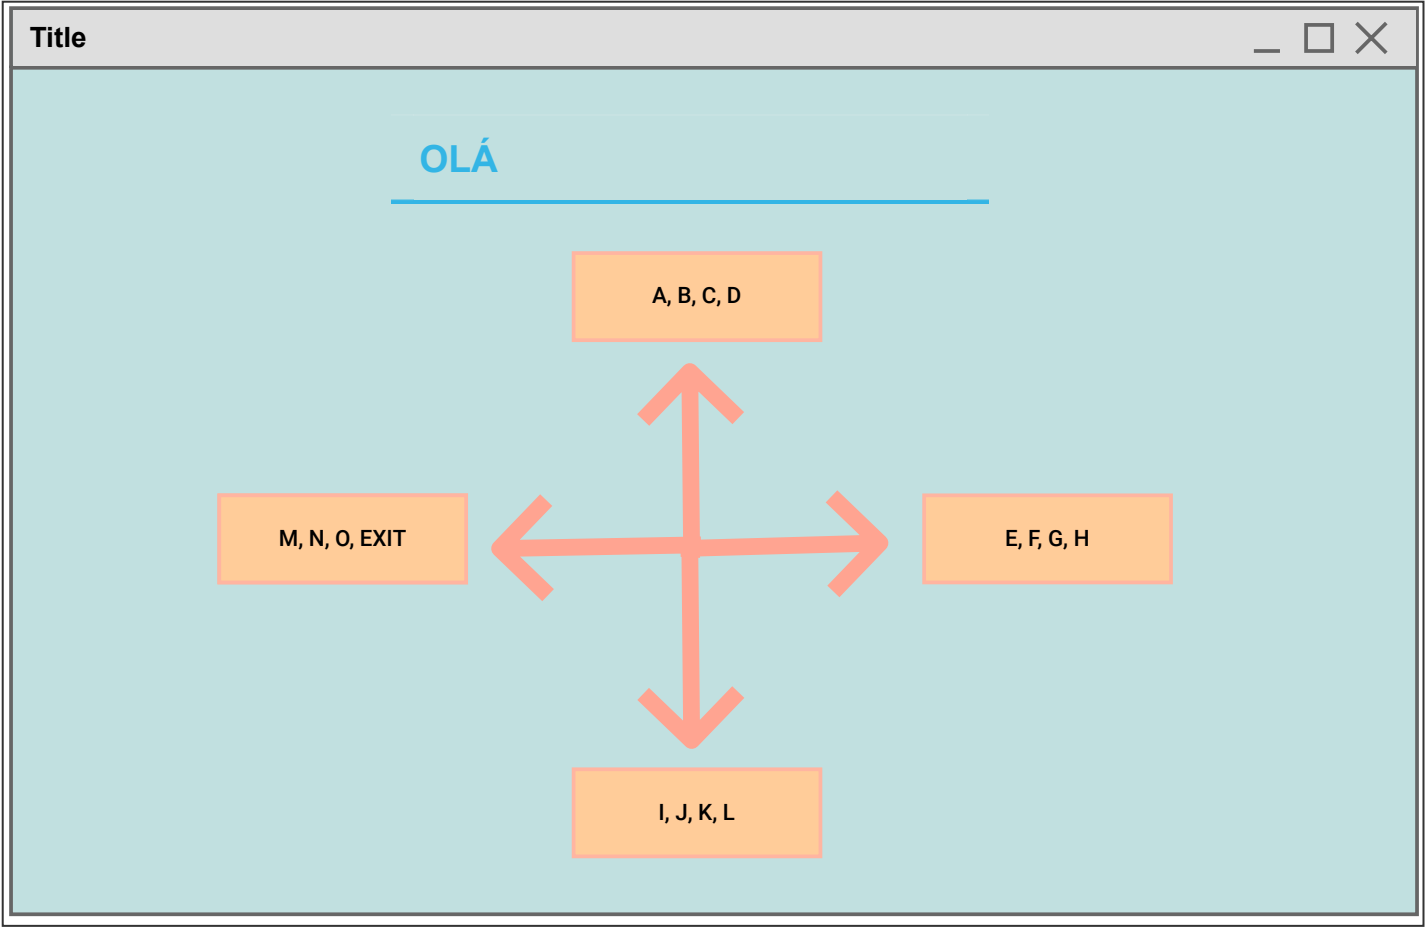 Title
OLÁ
A, B, C, D
M, N, O, EXIT
E, F, G, H
I, J, K, L